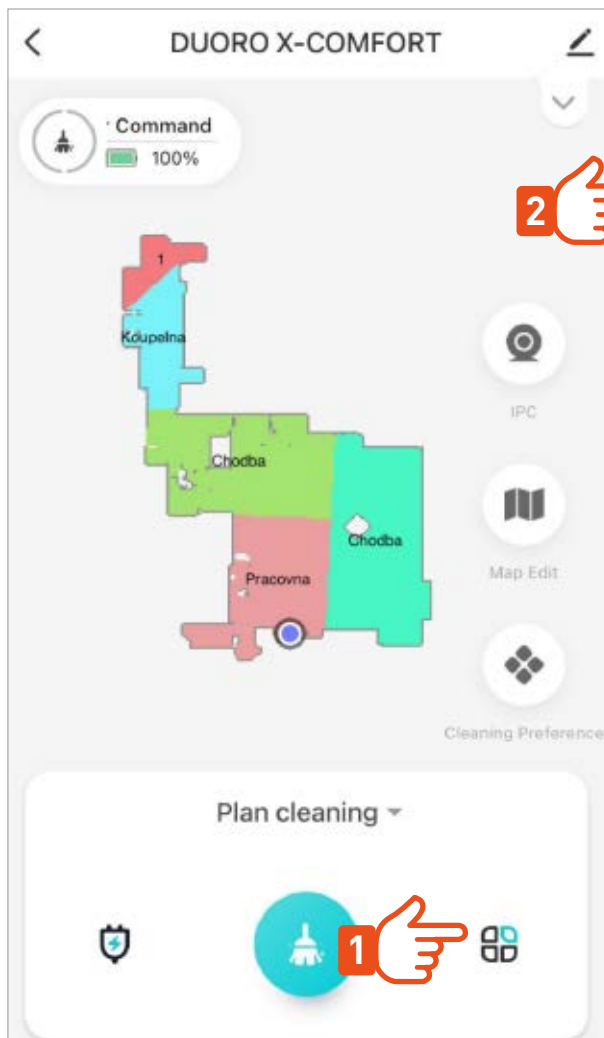 DUORO X-COMFORT
Command
100%
2
1
Koupelna
IPC
Chodba
Chodba
Map Edit
Pracovna
Cleaning Preference
Plan cleaning
1